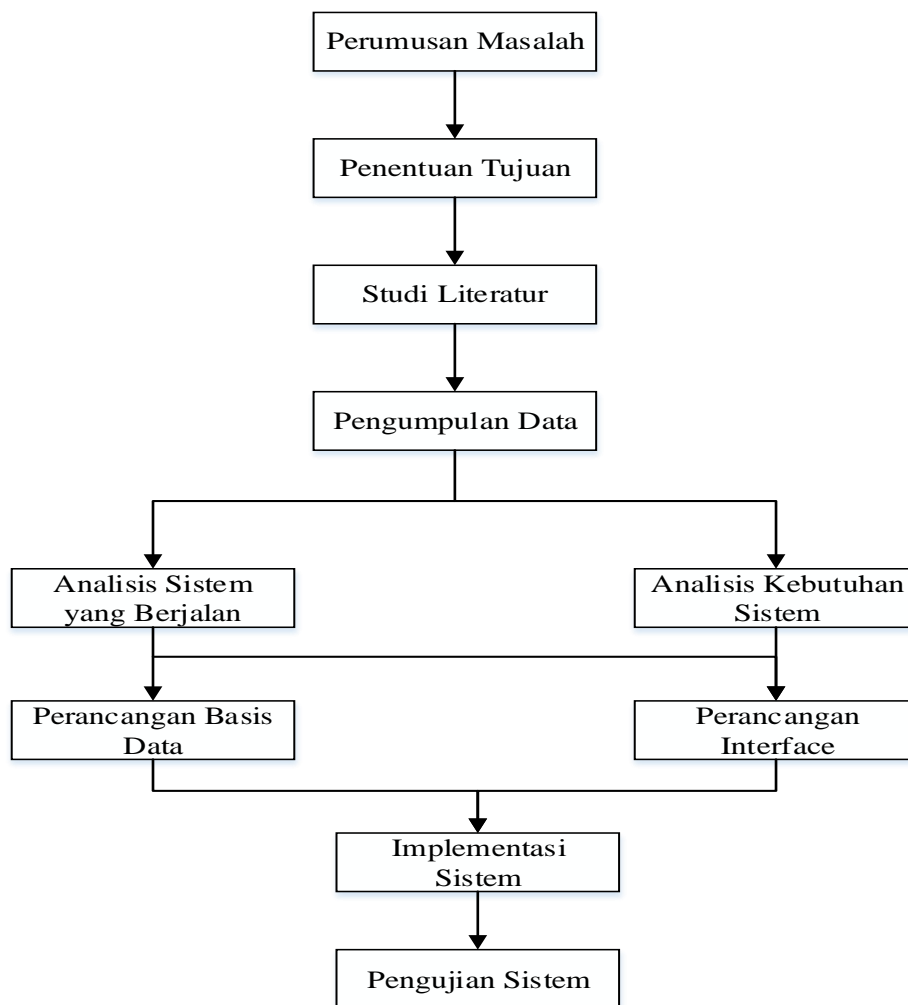 Perumusan Masalah
Penentuan Tujuan
Studi Literatur
Pengumpulan Data
Analisis Sistem
yang Berjalan
Analisis Kebutuhan
Sistem
Perancangan Basis
Data
Perancangan
Interface
Implementasi
Sistem
Pengujian Sistem